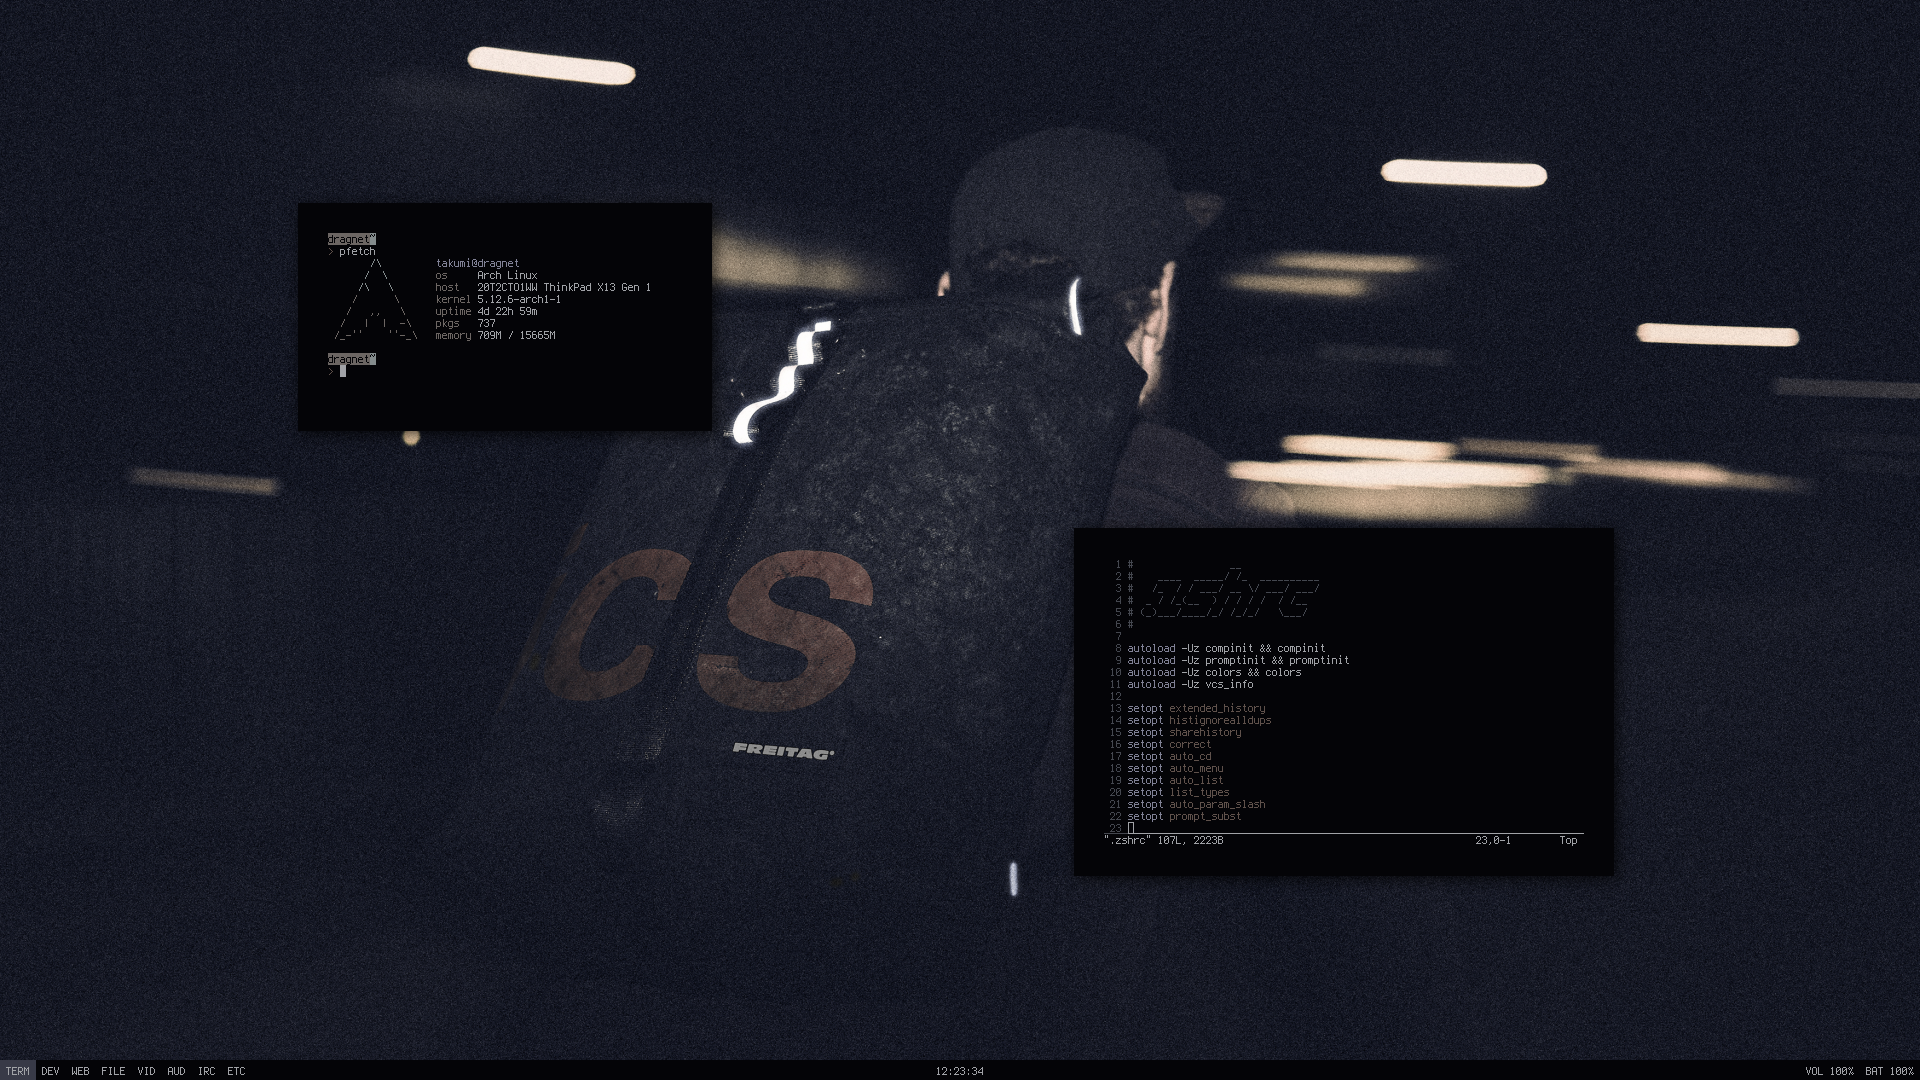 dragnet~
> pfetch
takumi@dragnet
os Arch Linux
host 20T2CTO1WW ThinkPad X13 Gen 1
kernel 5.12.6-arch1-1
uptime 4d 22h 59m
pkgs 737
memory 709M / 15665M
dragnet~
>
CS
FREITAG®
1 #
2 #
3 #
4 #
5 #
6 #
7
8 autoload -Uz compinit && compinit
9 autoload -Uz promptinit && promptinit
10 autoload -Uz colors && colors
11 autoload -Uz vcs_info
12
13 setopt extended_history
14 setopt histignorealldups
15 setopt sharehistory
16 setopt correct
17 setopt auto_cd
18 setopt auto_menu
19 setopt auto_list
20 setopt list_types
21 setopt auto_param_slash
22 setopt prompt_subst
23
".zshrc" 107L, 2223B 23,0-1 Top
TERM DEV WEB FILE VID AUD IRC ETC 12:23:34 VOL 100% BAT 100%